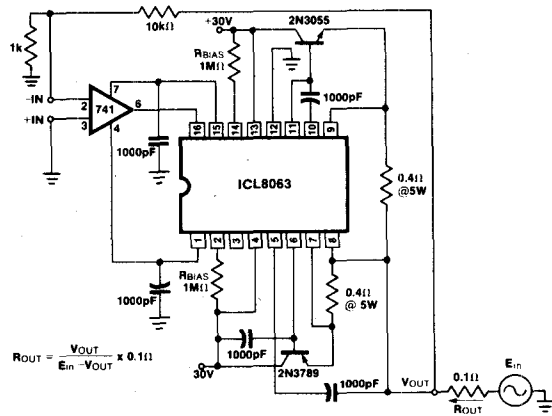 +30V
2N3055
1k
10kΩ
RBIAS
1MΩ
1000pF
−IN
+IN
2
3
741
7
6
4
1000pF
16
15
14
13
12
11
10
9
ICL8063
0.4Ω
@5W
1
2
3
4
5
6
7
8
RBIAS
1MΩ
1000pF
0.4Ω
@ 5W
1000pF
30V
2N3789
1000pF
ROUT = VOUT / Ein −VOUT x 0.1Ω
VOUT
0.1Ω
Ein
ROUT